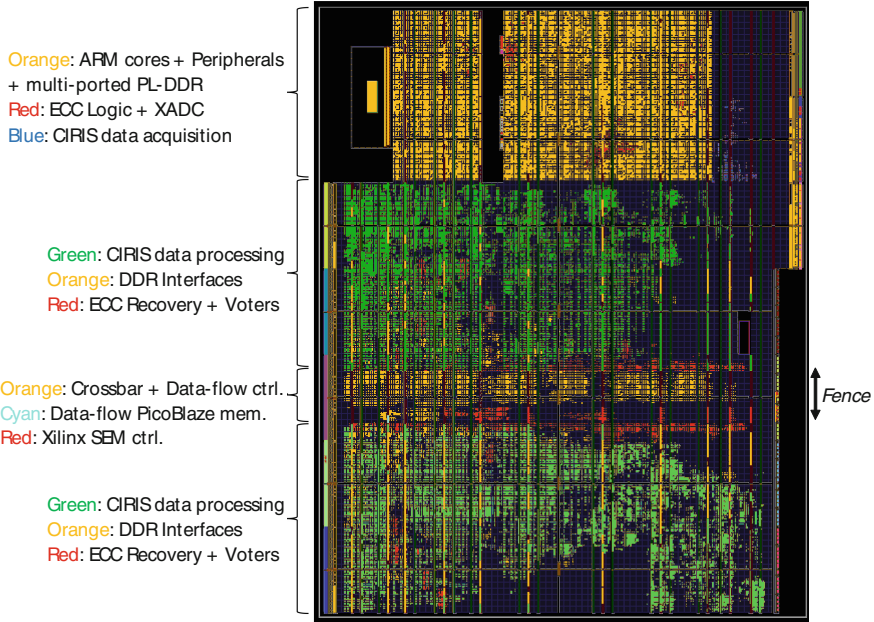 Orange: ARM cores + Peripherals
+ multi-ported PL-DDR
Red: ECC Logic + XADC
Blue: CIRIS data acquisition
Green: CIRIS data processing
Orange: DDR Interfaces
Red: ECC Recovery + Voters
Orange: Crossbar + Data-flow ctrl.
Cyan: Data-flow PicoBlaze mem.
Red: Xilinx SEM ctrl.
Fence
Green: CIRIS data processing
Orange: DDR Interfaces
Red: ECC Recovery + Voters